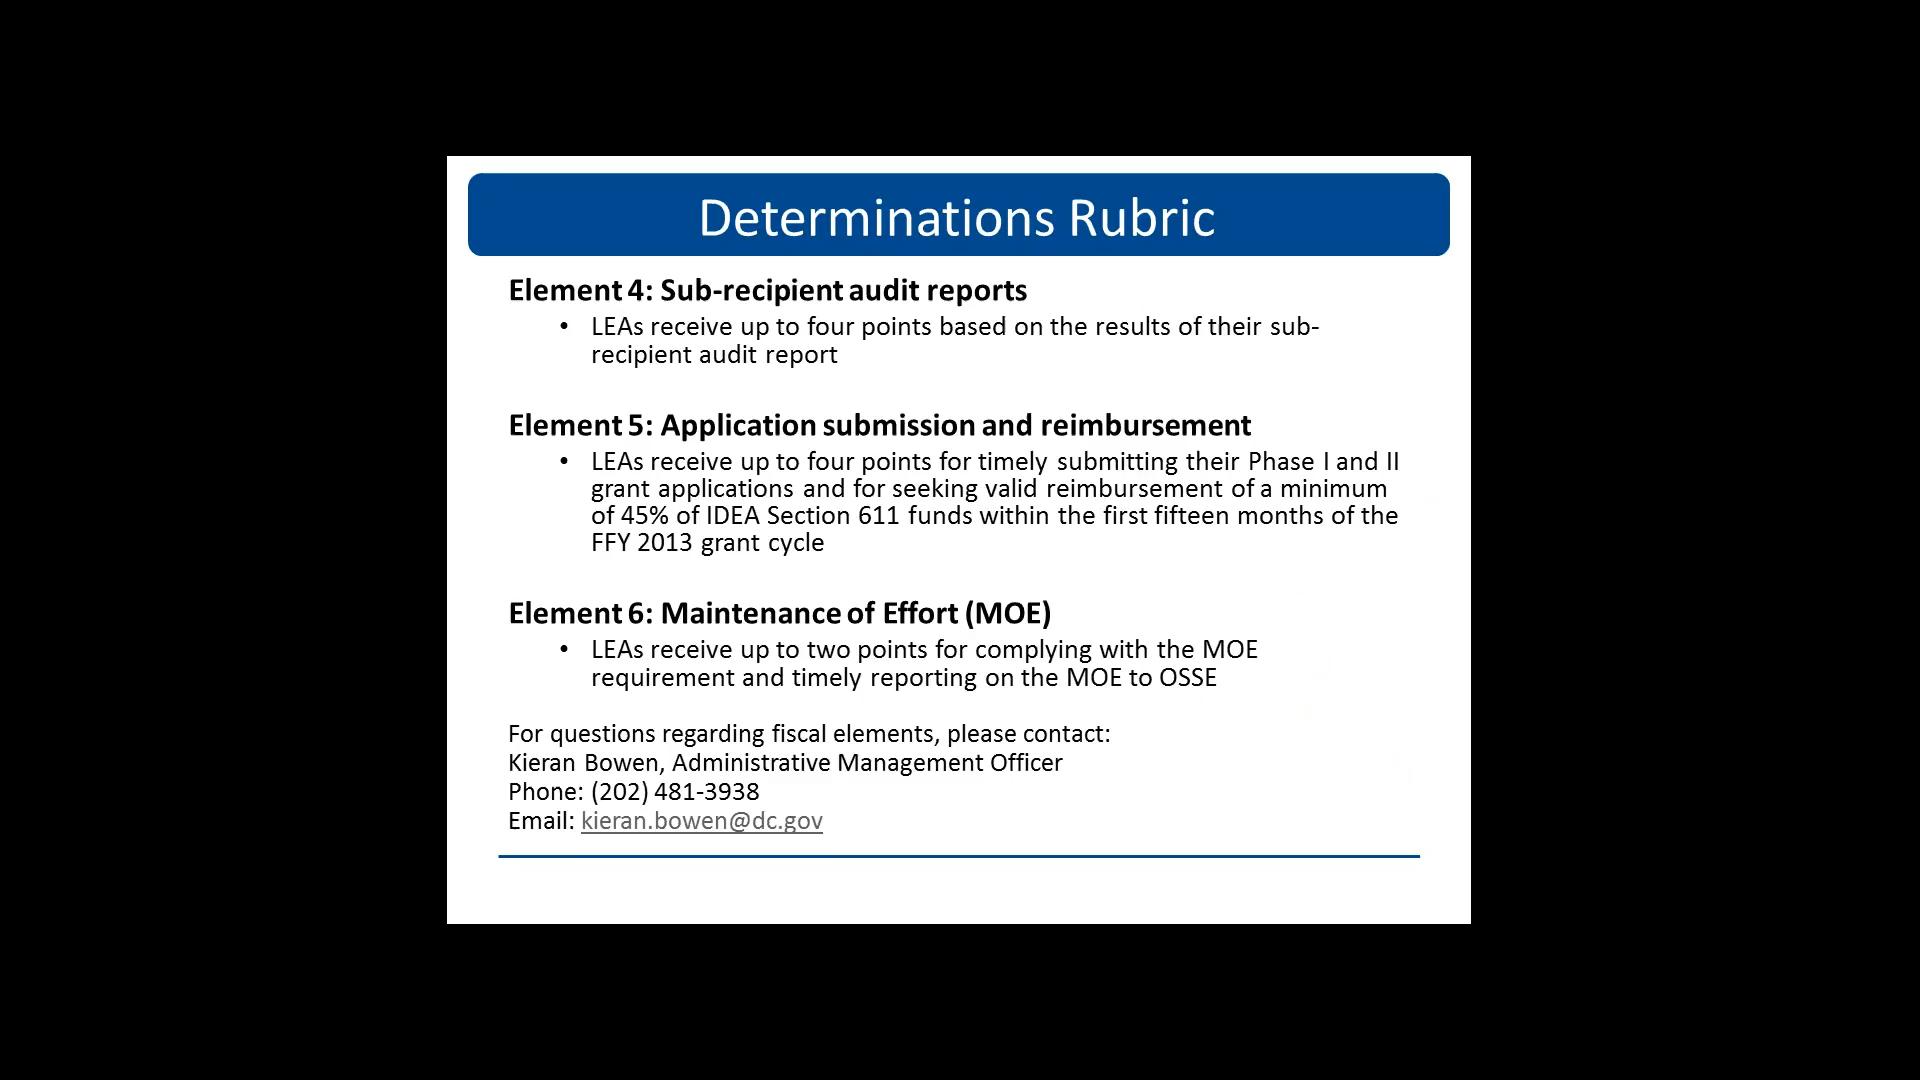 Determinations Rubric
Element 4: Sub-recipient audit reports
• LEAs receive up to four points based on the results of their sub-
recipient audit report
Element 5: Application submission and reimbursement
• LEAs receive up to four points for timely submitting their Phase I and II
grant applications and for seeking valid reimbursement of a minimum
of 45% of IDEA Section 611 funds within the first fifteen months of the
FFY 2013 grant cycle
Element 6: Maintenance of Effort (MOE)
• LEAs receive up to two points for complying with the MOE
requirement and timely reporting on the MOE to OSSE
For questions regarding fiscal elements, please contact:
Kieran Bowen, Administrative Management Officer
Phone: (202) 481-3938
Email: kieran.bowen@dc.gov